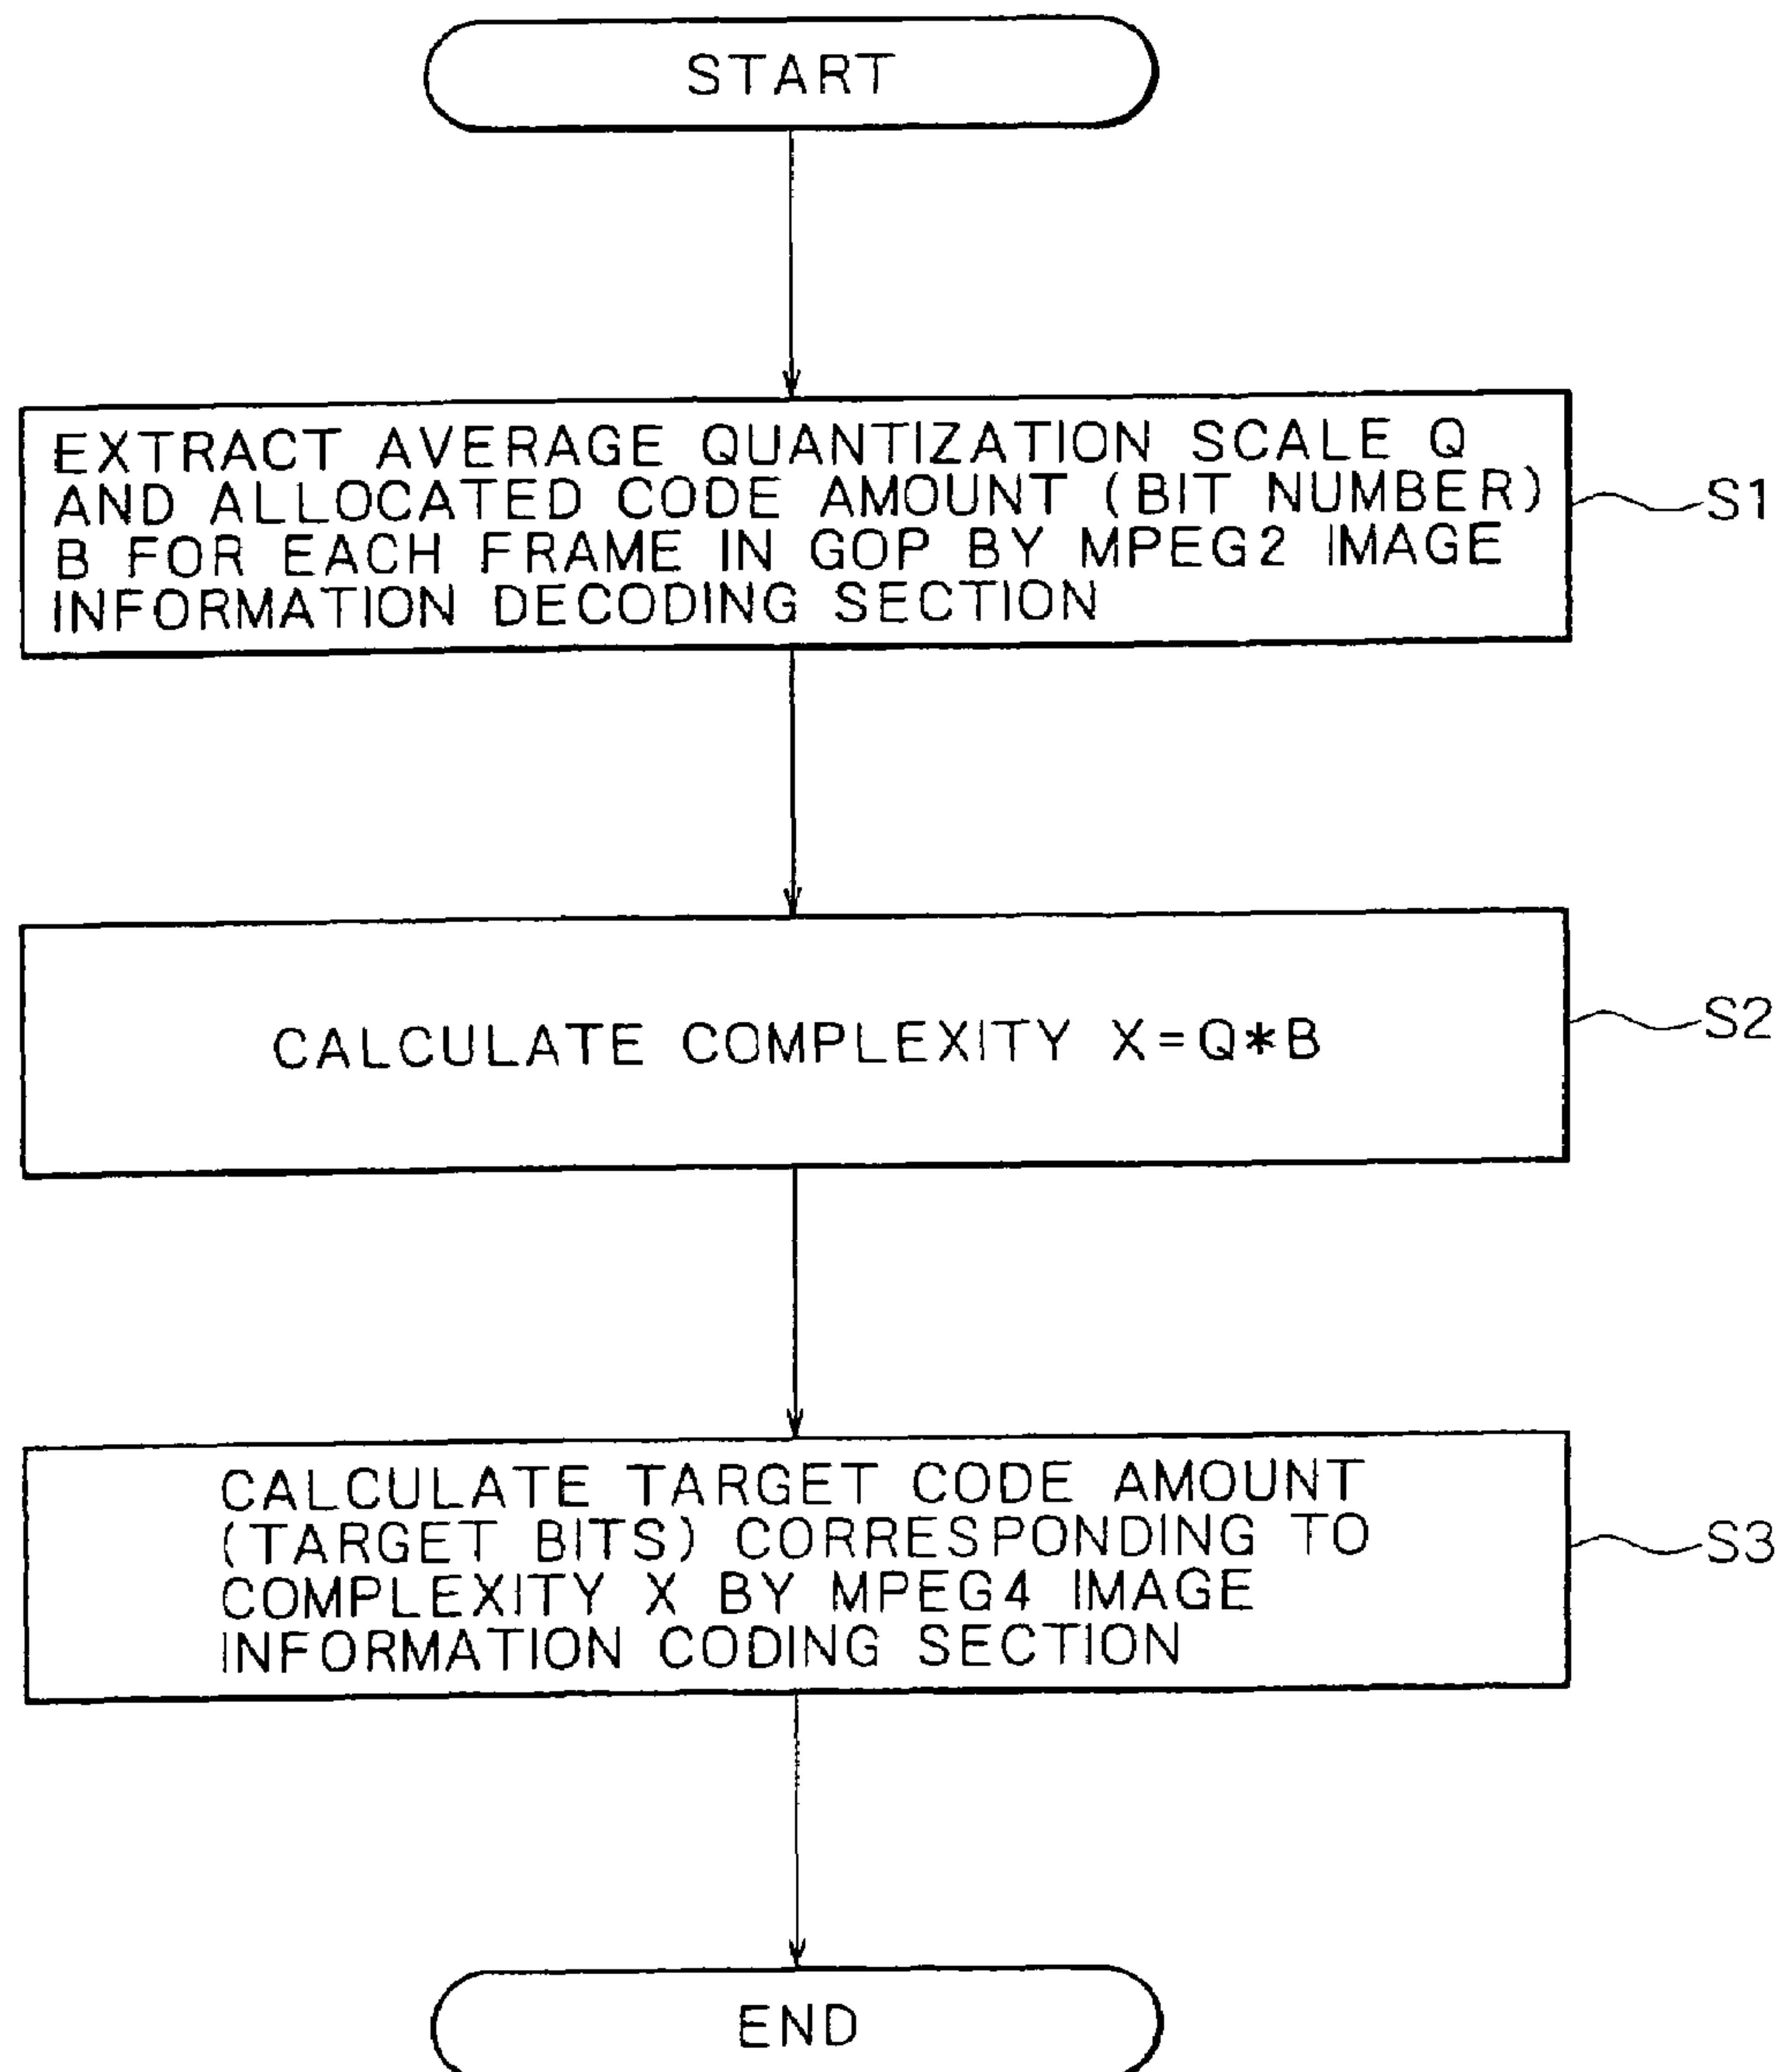 START
EXTRACT AVERAGE QUANTIZATION SCALE Q
AND ALLOCATED CODE AMOUNT (BIT NUMBER)
B FOR EACH FRAME IN GOP BY MPEG2 IMAGE
INFORMATION DECODING SECTION
S1
CALCULATE COMPLEXITY X=Q*B
S2
CALCULATE TARGET CODE AMOUNT
(TARGET BITS) CORRESPONDING TO
COMPLEXITY X BY MPEG4 IMAGE
INFORMATION CODING SECTION
S3
END